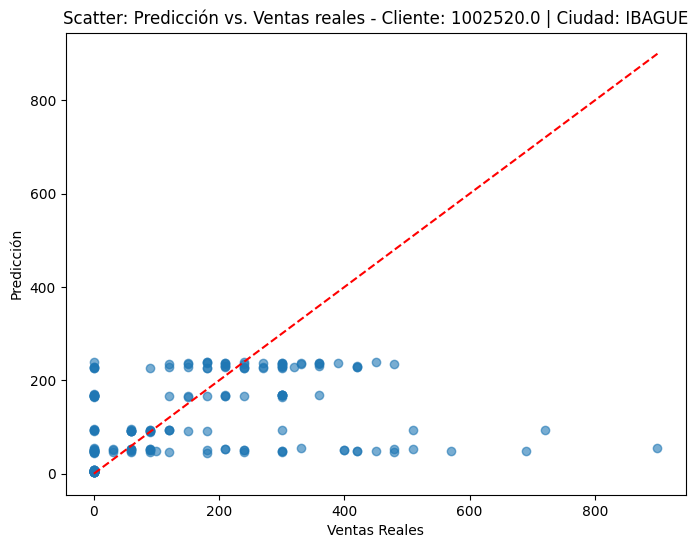 Scatter: Predicción vs. Ventas reales - Cliente: 1002520.0 | Ciudad: IBAGUE
800
600
400
200
0
Predicción
0 200 400 600 800
Ventas Reales